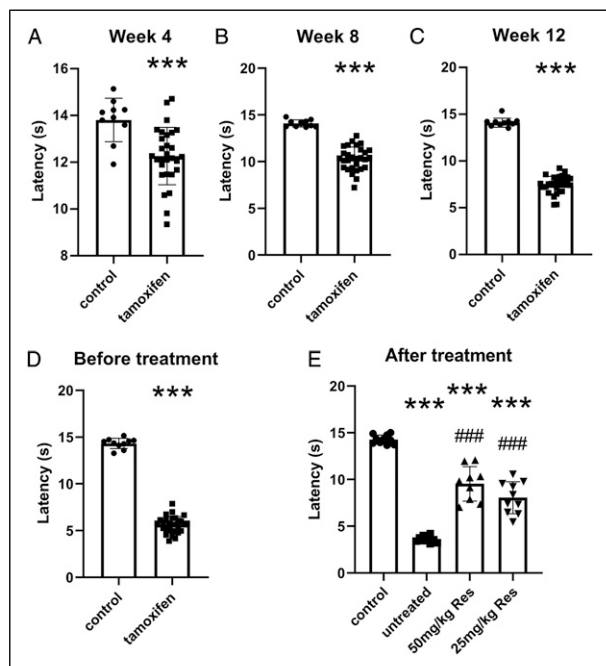 A Week 4
***
Latency (s)
16
14
12
10
8
control
tamoxifen
B Week 8
***
Latency (s)
20
15
10
5
0
control
tamoxifen
C Week 12
***
Latency (s)
20
15
10
5
0
control
tamoxifen
D Before treatment
***
Latency (s)
20
15
10
5
0
control
tamoxifen
E After treatment
*** *** ***
### ###
Latency (s)
20
15
10
5
0
control
untreated
50mg/kg Res
25mg/kg Res